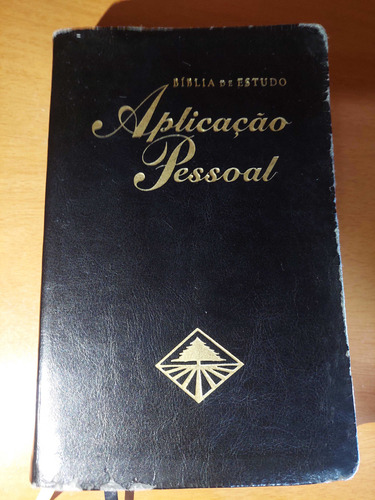 BÍBLIA DE ESTUDO
Aplicação
Pessoal